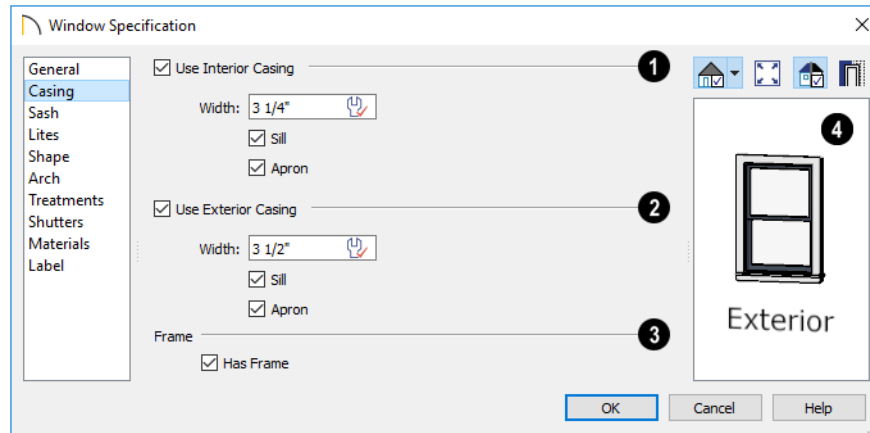 Window Specification
General
Casing
Sash
Lites
Shape
Arch
Treatments
Shutters
Materials
Label
Use Interior Casing
1
Width: 3 1/4"
Sill
Apron
Use Exterior Casing
2
Width: 3 1/2"
Sill
Apron
Frame
3
Has Frame
4
Exterior
OK
Cancel
Help